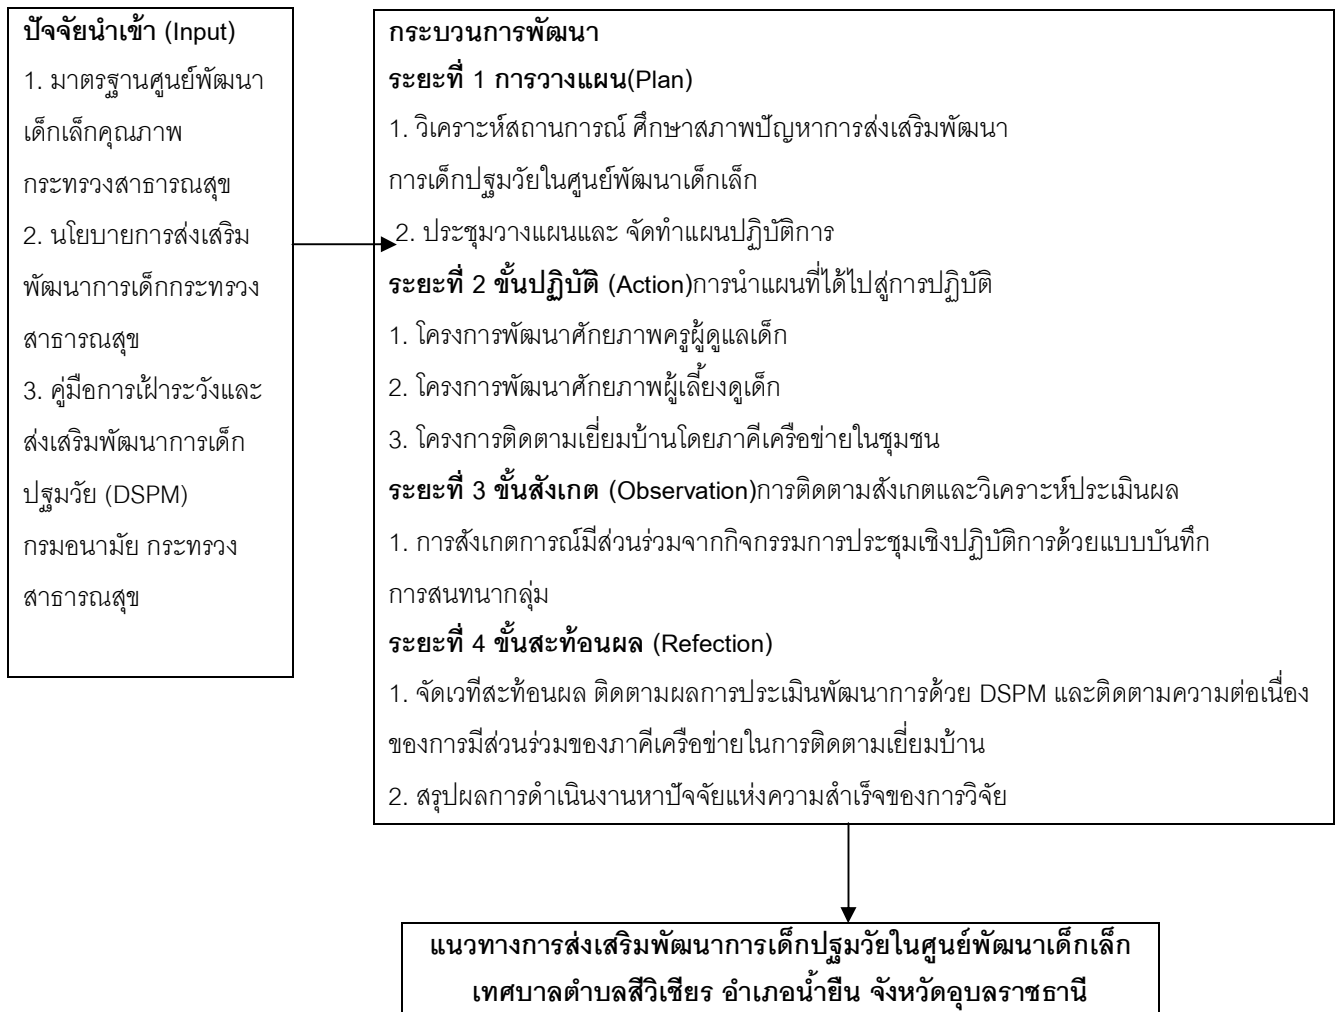 ปัจจัยนำเข้า (Input)
1. มาตรฐานศูนย์พัฒนา
เด็กเล็กคุณภาพ
กระทรวงสาธารณสุข
2. นโยบายการส่งเสริม
พัฒนาการเด็กกระทรวง
สาธารณสุข
3. คู่มือการเฝ้าระวังและ
ส่งเสริมพัฒนาการเด็ก
ปฐมวัย (DSPM)
กรมอนามัย กระทรวง
สาธารณสุข
กระบวนการพัฒนา
ระยะที่ 1 การวางแผน(Plan)
1. วิเคราะห์สถานการณ์ ศึกษาสภาพปัญหาการส่งเสริมพัฒนา
การเด็กปฐมวัยในศูนย์พัฒนาเด็กเล็ก
2. ประชุมวางแผนและ จัดทำแผนปฏิบัติการ
ระยะที่ 2 ขั้นปฏิบัติ (Action)การนำแผนที่ได้ไปสู่การปฏิบัติ
1. โครงการพัฒนาศักยภาพครูผู้ดูแลเด็ก
2. โครงการพัฒนาศักยภาพผู้เลี้ยงดูเด็ก
3. โครงการติดตามเยี่ยมบ้านโดยภาคีเครือข่ายในชุมชน
ระยะที่ 3 ขั้นสังเกต (Observation)การติดตามสังเกตและวิเคราะห์ประเมินผล
1. การสังเกตการณ์มีส่วนร่วมจากกิจกรรมการประชุมเชิงปฏิบัติการด้วยแบบบันทึก
การสนทนากลุ่ม
ระยะที่ 4 ขั้นสะท้อนผล (Refection)
1. จัดเวทีสะท้อนผล ติดตามผลการประเมินพัฒนาการด้วย DSPM และติดตามความต่อเนื่อง
ของการมีส่วนร่วมของภาคีเครือข่ายในการติดตามเยี่ยมบ้าน
2. สรุปผลการดำเนินงานหาปัจจัยแห่งความสำเร็จของการวิจัย
แนวทางการส่งเสริมพัฒนาการเด็กปฐมวัยในศูนย์พัฒนาเด็กเล็ก
เทศบาลตำบลสีวิเชียร อำเภอน้ำยืน จังหวัดอุบลราชธานี